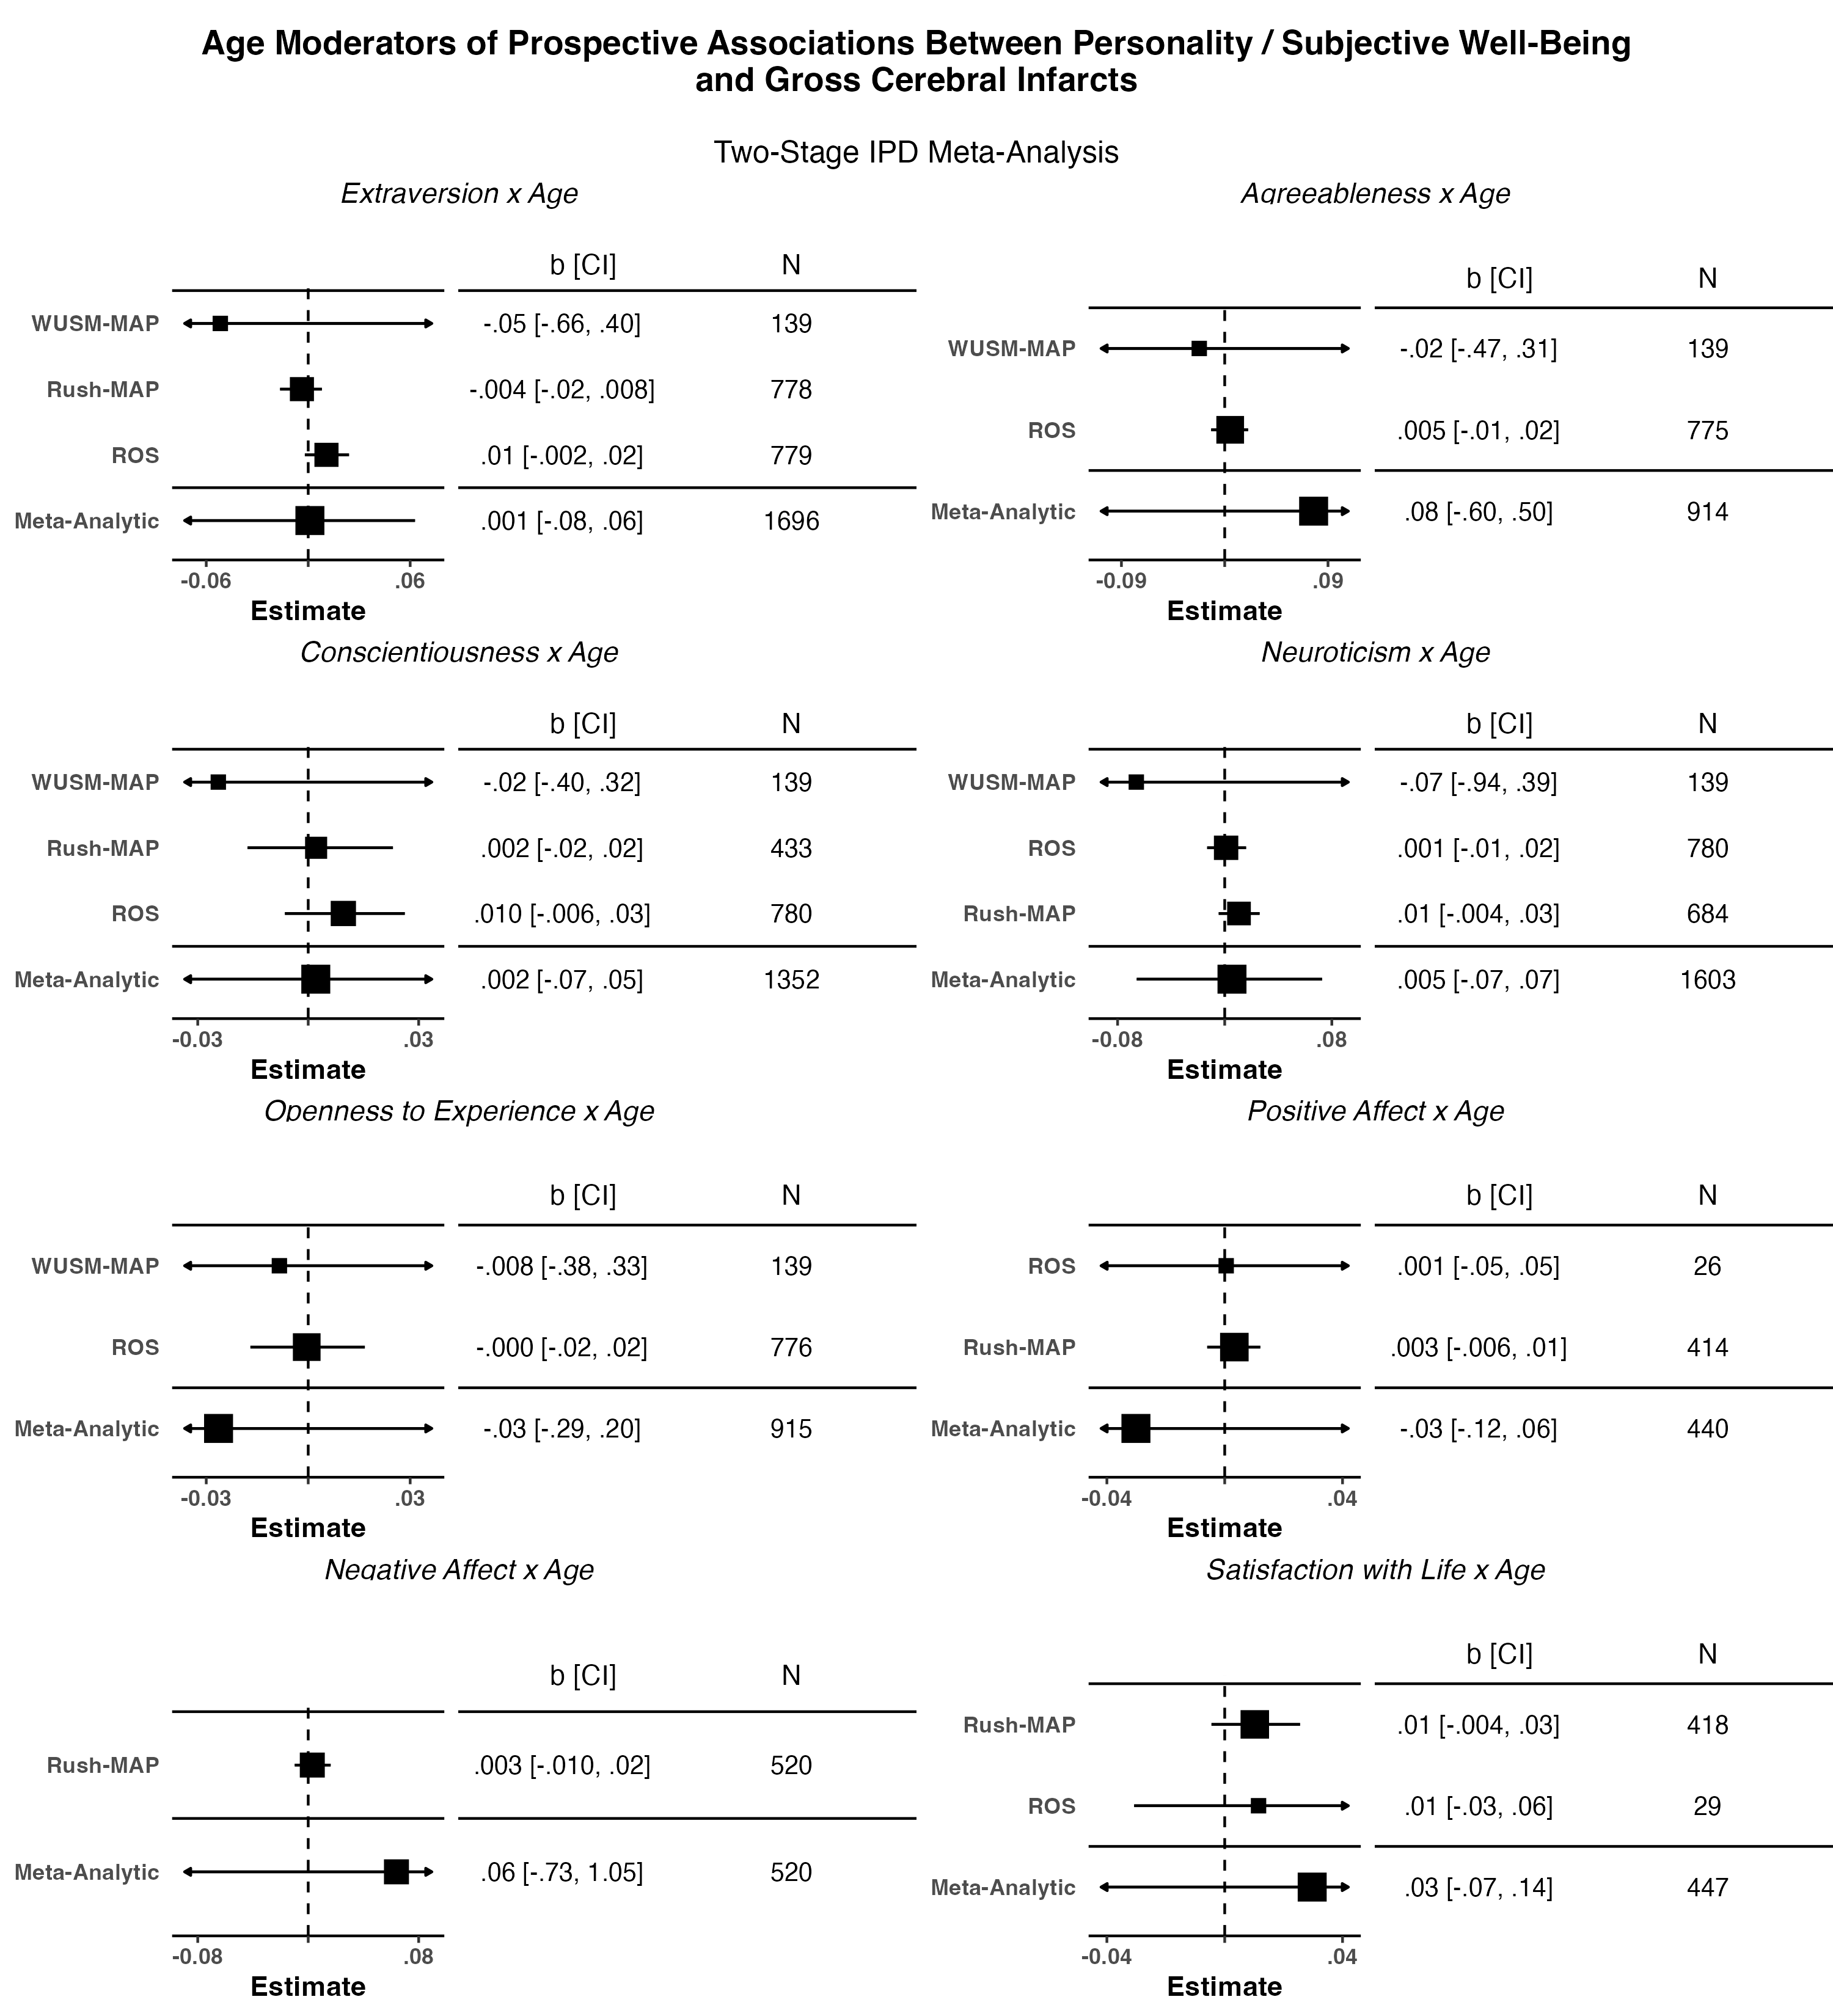 Age Moderators of Prospective Associations Between Personality / Subjective Well-Being
and Gross Cerebral Infarcts
Two-Stage IPD Meta-Analysis
Extraversion x Age
b [CI] N
WUSM-MAP -.05 [-.66, .40] 139
Rush-MAP -.004 [-.02, .008] 778
ROS .01 [-.002, .02] 779
Meta-Analytic .001 [-.08, .06] 1696
-0.06 .06
Estimate
Agreeableness x Age
b [CI] N
WUSM-MAP -.02 [-.47, .31] 139
ROS .005 [-.01, .02] 775
Meta-Analytic .08 [-.60, .50] 914
-0.09 .09
Estimate
Conscientiousness x Age
b [CI] N
WUSM-MAP -.02 [-.40, .32] 139
Rush-MAP .002 [-.02, .02] 433
ROS .010 [-.006, .03] 780
Meta-Analytic .002 [-.07, .05] 1352
-0.03 .03
Estimate
Neuroticism x Age
b [CI] N
WUSM-MAP -.07 [-.94, .39] 139
ROS .001 [-.01, .02] 780
Rush-MAP .01 [-.004, .03] 684
Meta-Analytic .005 [-.07, .07] 1603
-0.08 .08
Estimate
Openness to Experience x Age
b [CI] N
WUSM-MAP -.008 [-.38, .33] 139
ROS -.000 [-.02, .02] 776
Meta-Analytic -.03 [-.29, .20] 915
-0.03 .03
Estimate
Positive Affect x Age
b [CI] N
ROS .001 [-.05, .05] 26
Rush-MAP .003 [-.006, .01] 414
Meta-Analytic -.03 [-.12, .06] 440
-0.04 .04
Estimate
Negative Affect x Age
b [CI] N
Rush-MAP .003 [-.010, .02] 520
Meta-Analytic .06 [-.73, 1.05] 520
-0.08 .08
Estimate
Satisfaction with Life x Age
b [CI] N
Rush-MAP .01 [-.004, .03] 418
ROS .01 [-.03, .06] 29
Meta-Analytic .03 [-.07, .14] 447
-0.04 .04
Estimate